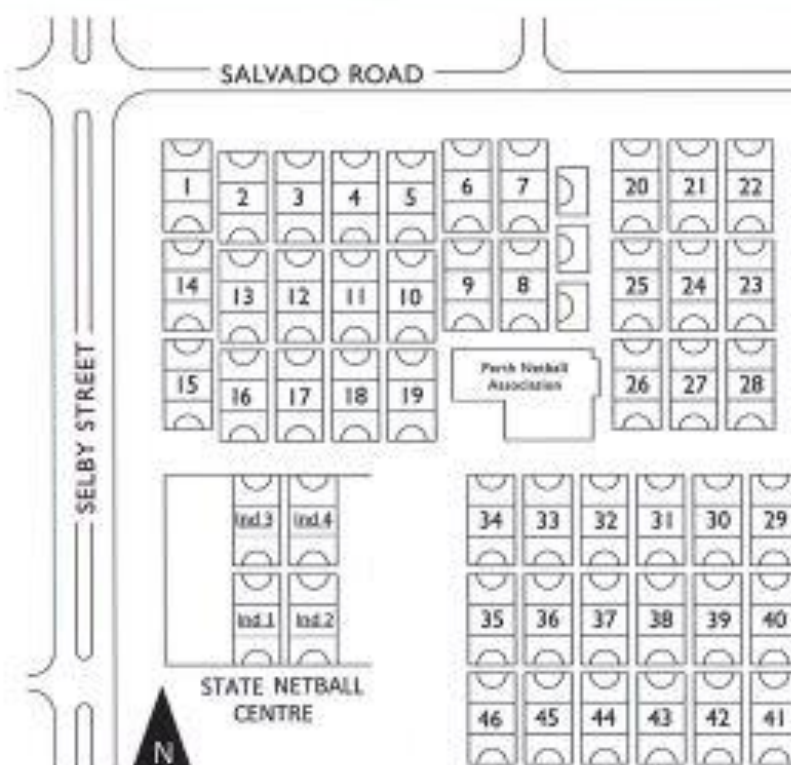 SALVADO ROAD
1 2 3 4 5 6 7 20 21 22
14 13 12 11 10 9 8 25 24 23
15 16 17 18 19 26 27 28
Perth Netball
Association
SELBY STREET
Ind.3 Ind.4 34 33 32 31 30 29
Ind.1 Ind.2 35 36 37 38 39 40
STATE NETBALL
CENTRE
46 45 44 43 42 41
N